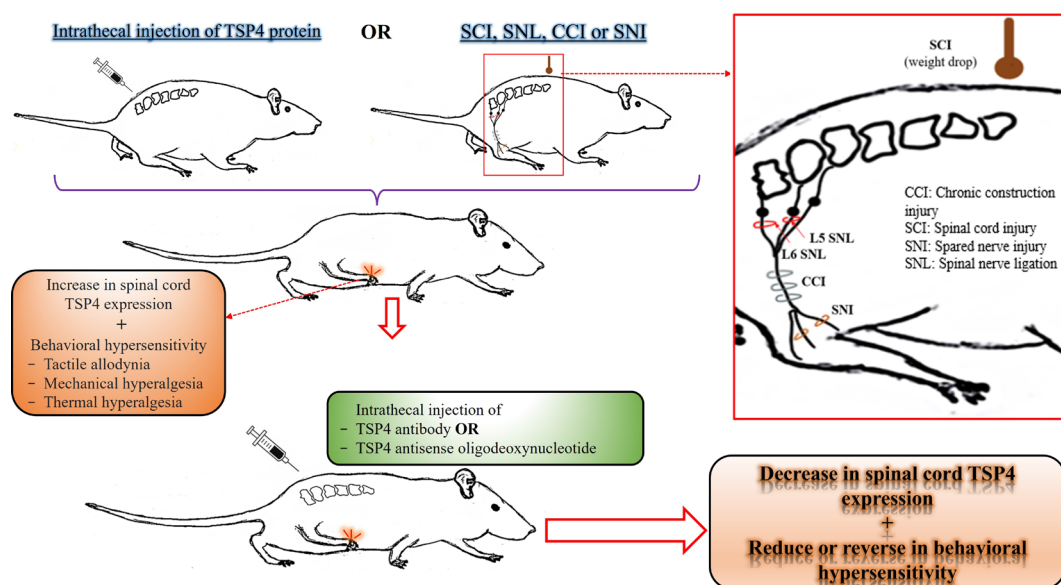 Intrathecal injection of TSP4 protein
OR
SCI, SNL, CCI or SNI
SCI
(weight drop)
CCI: Chronic construction
injury
SCI: Spinal cord injury
SNI: Spared nerve injury
SNL: Spinal nerve ligation
L5 SNL
L6 SNL
CCI
SNI
Increase in spinal cord
TSP4 expression
+
Behavioral hypersensitivity
- Tactile allodynia
- Mechanical hyperalgesia
- Thermal hyperalgesia
Intrathecal injection of
- TSP4 antibody OR
- TSP4 antisense oligodeoxynucleotide
Decrease in spinal cord TSP4
expression
+
Reduce or reverse in behavioral
hypersensitivity